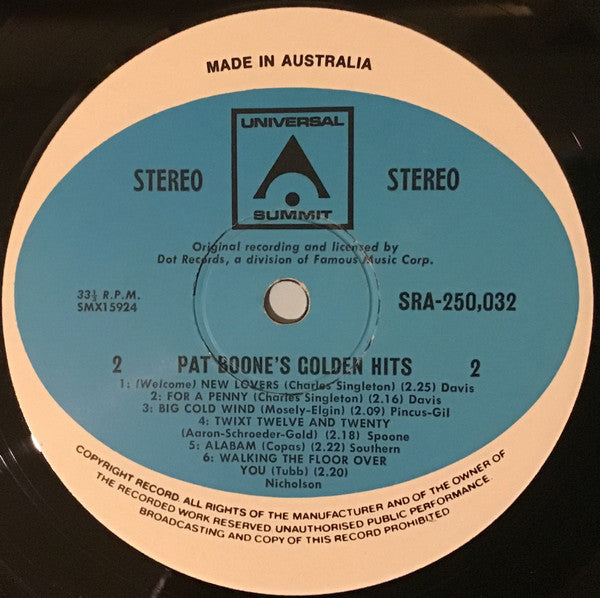 MADE IN AUSTRALIA
UNIVERSAL
SUMMIT
STEREO
STEREO
Original recording and licensed by
Dot Records, a division of Famous Music Corp.
33⅓ R.P.M.
SMX15924
SRA-250,032
2 PAT BOONE'S GOLDEN HITS 2
1: (Welcome) NEW LOVERS (Charles Singleton) (2.25) Davis
2: FOR A PENNY (Charles Singleton) (2.16) Davis
3: BIG COLD WIND (Mosely-Elgin) (2.09) Pincus-Gil
4: TWIXT TWELVE AND TWENTY
(Aaron-Schroeder-Gold) (2.18) Spoone
5: ALABAM (Copas) (2.22) Southern
6: WALKING THE FLOOR OVER
YOU (Tubb) (2.20)
Nicholson
COPYRIGHT RECORD. ALL RIGHTS OF THE MANUFACTURER AND OF THE OWNER OF
THE RECORDED WORK RESERVED. UNAUTHORISED PUBLIC PERFORMANCE.
BROADCASTING AND COPY OF THIS RECORD PROHIBITED